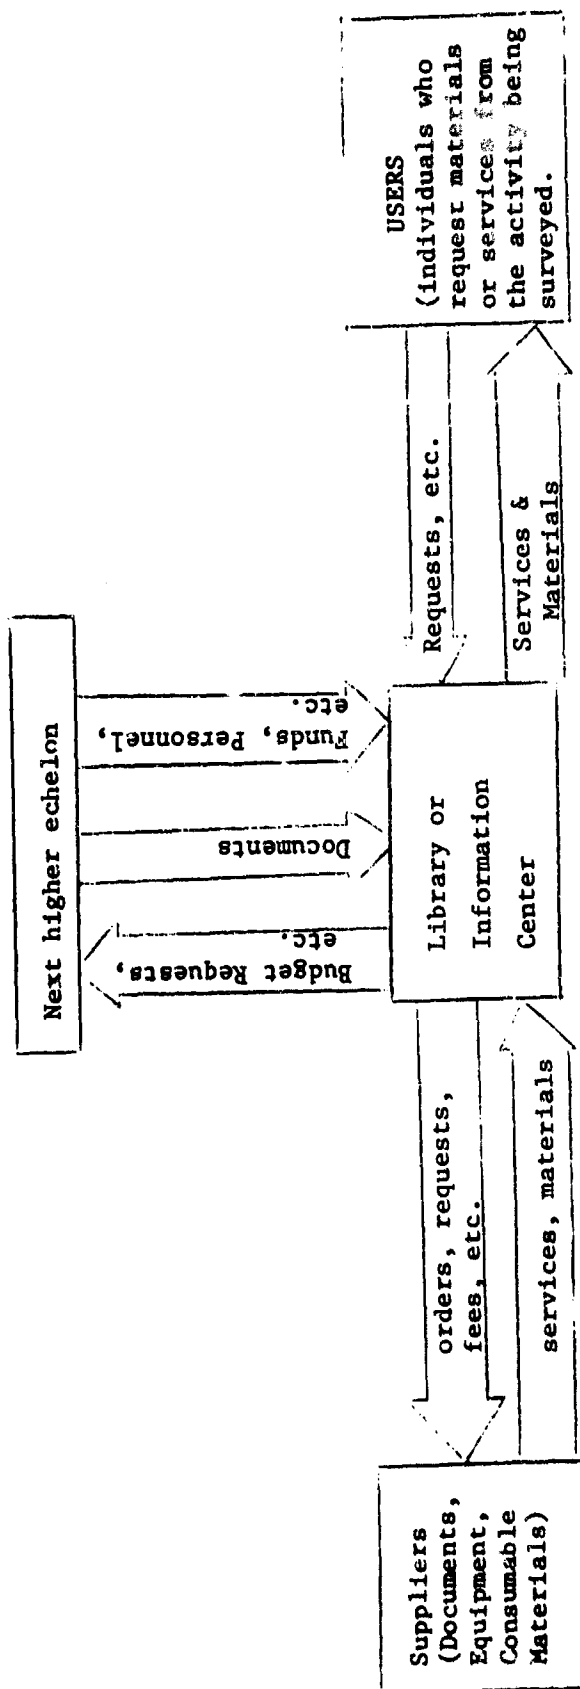 Next higher echelon
Budget Requests,
etc.
Documents
Funds, Personnel,
etc.
Suppliers
(Documents,
Equipment,
Consumable
Materials)
orders, requests,
fees, etc.
services, materials
Library or
Information
Center
Requests, etc.
Services &
Materials
USERS
(individuals who
request materials
or services from
the activity being
surveyed.